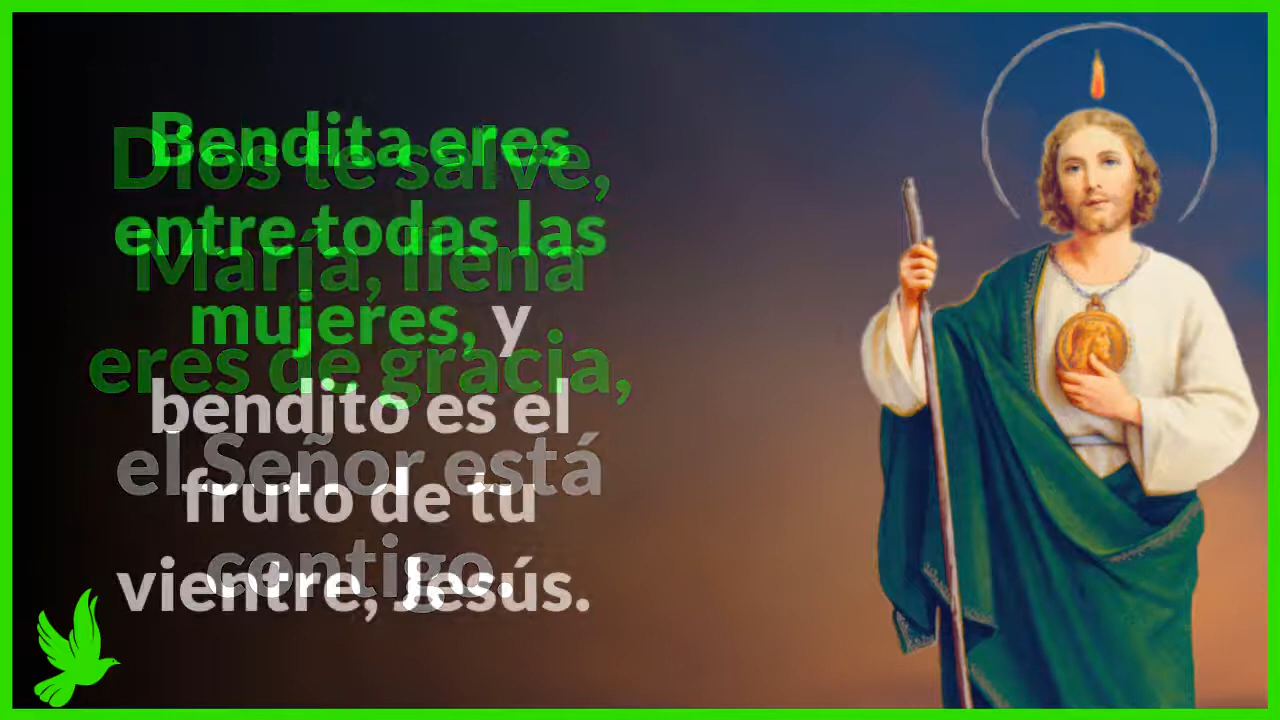 Bendita eres
entre todas las
mujeres, y
bendito es el
fruto de tu
vientre, Jesús.
Dios te salve,
María, llena
eres de gracia,
el Señor está
contigo.